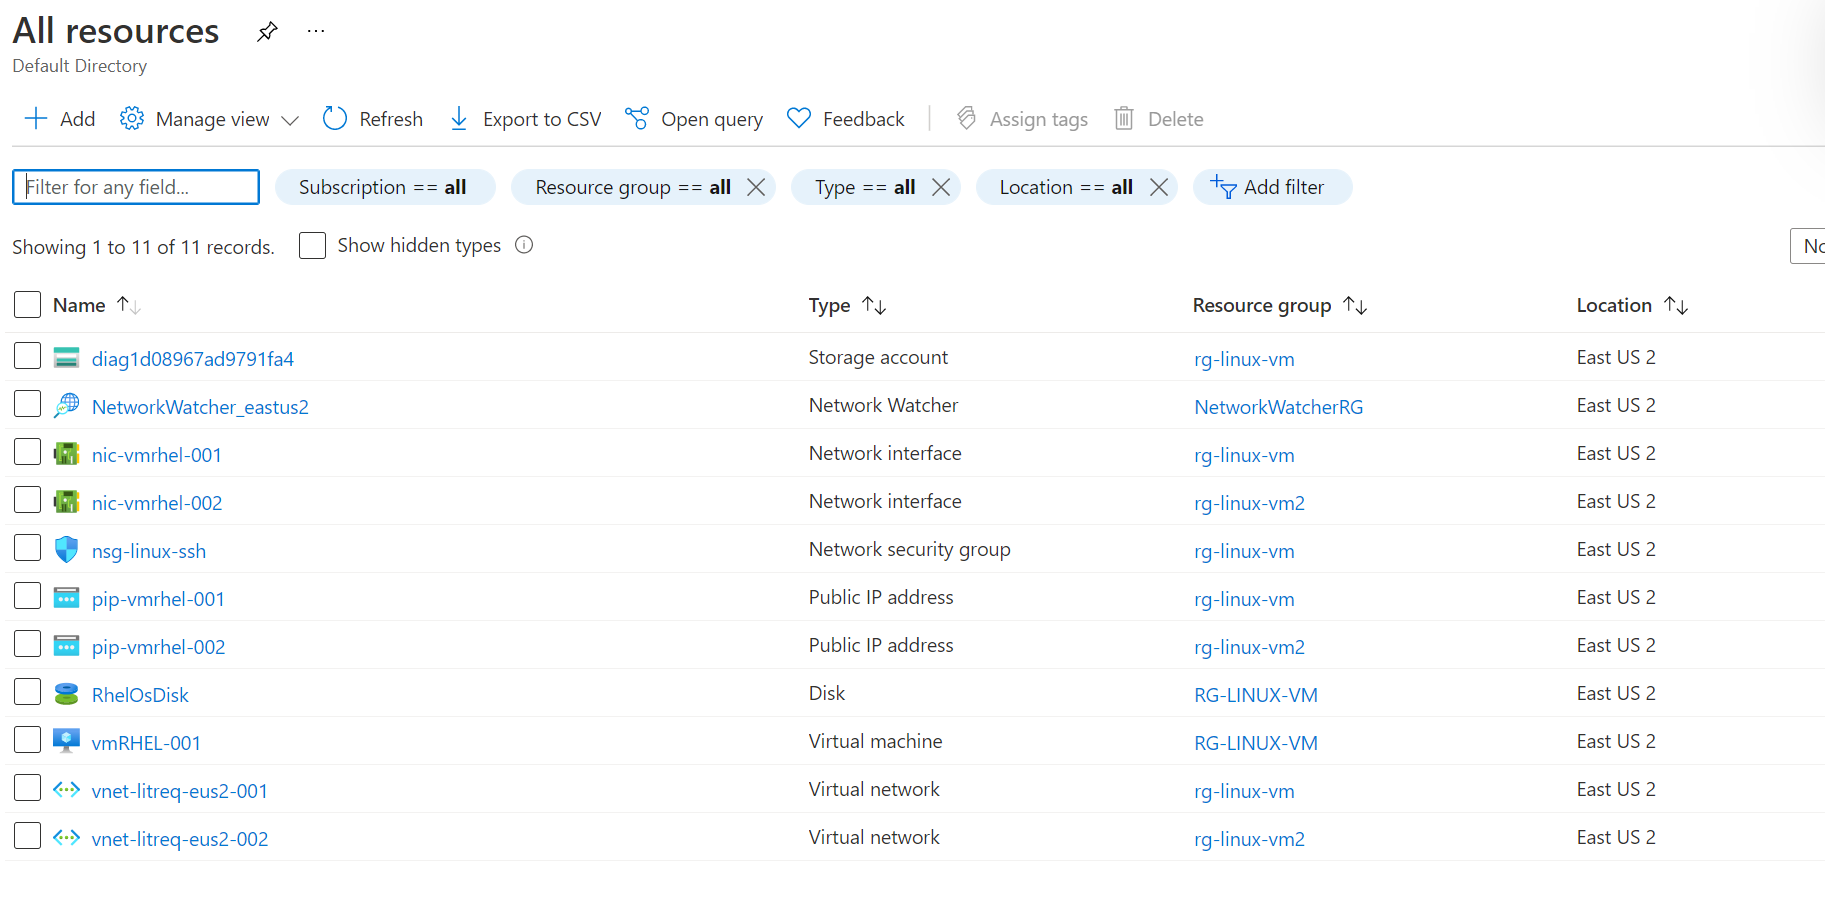 All resources
Default Directory
Add Manage view Refresh Export to CSV Open query Feedback Assign tags Delete
Filter for any field... Subscription == all Resource group == all Type == all Location == all Add filter
Showing 1 to 11 of 11 records. Show hidden types
Name Type Resource group Location
diag1d08967ad9791fa4 Storage account rg-linux-vm East US 2
NetworkWatcher_eastus2 Network Watcher NetworkWatcherRG East US 2
nic-vmrhel-001 Network interface rg-linux-vm East US 2
nic-vmrhel-002 Network interface rg-linux-vm2 East US 2
nsg-linux-ssh Network security group rg-linux-vm East US 2
pip-vmrhel-001 Public IP address rg-linux-vm East US 2
pip-vmrhel-002 Public IP address rg-linux-vm2 East US 2
RhelOsDisk Disk RG-LINUX-VM East US 2
vmRHEL-001 Virtual machine RG-LINUX-VM East US 2
vnet-litreq-eus2-001 Virtual network rg-linux-vm East US 2
vnet-litreq-eus2-002 Virtual network rg-linux-vm2 East US 2